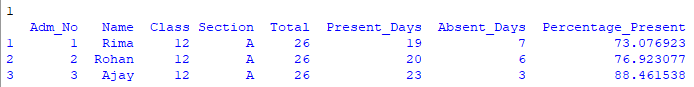 1
Adm_No Name Class Section Total Present_Days Absent_Days Percentage_Present
1 1 Rima 12 A 26 19 7 73.076923
2 2 Rohan 12 A 26 20 6 76.923077
3 3 Ajay 12 A 26 23 3 88.461538